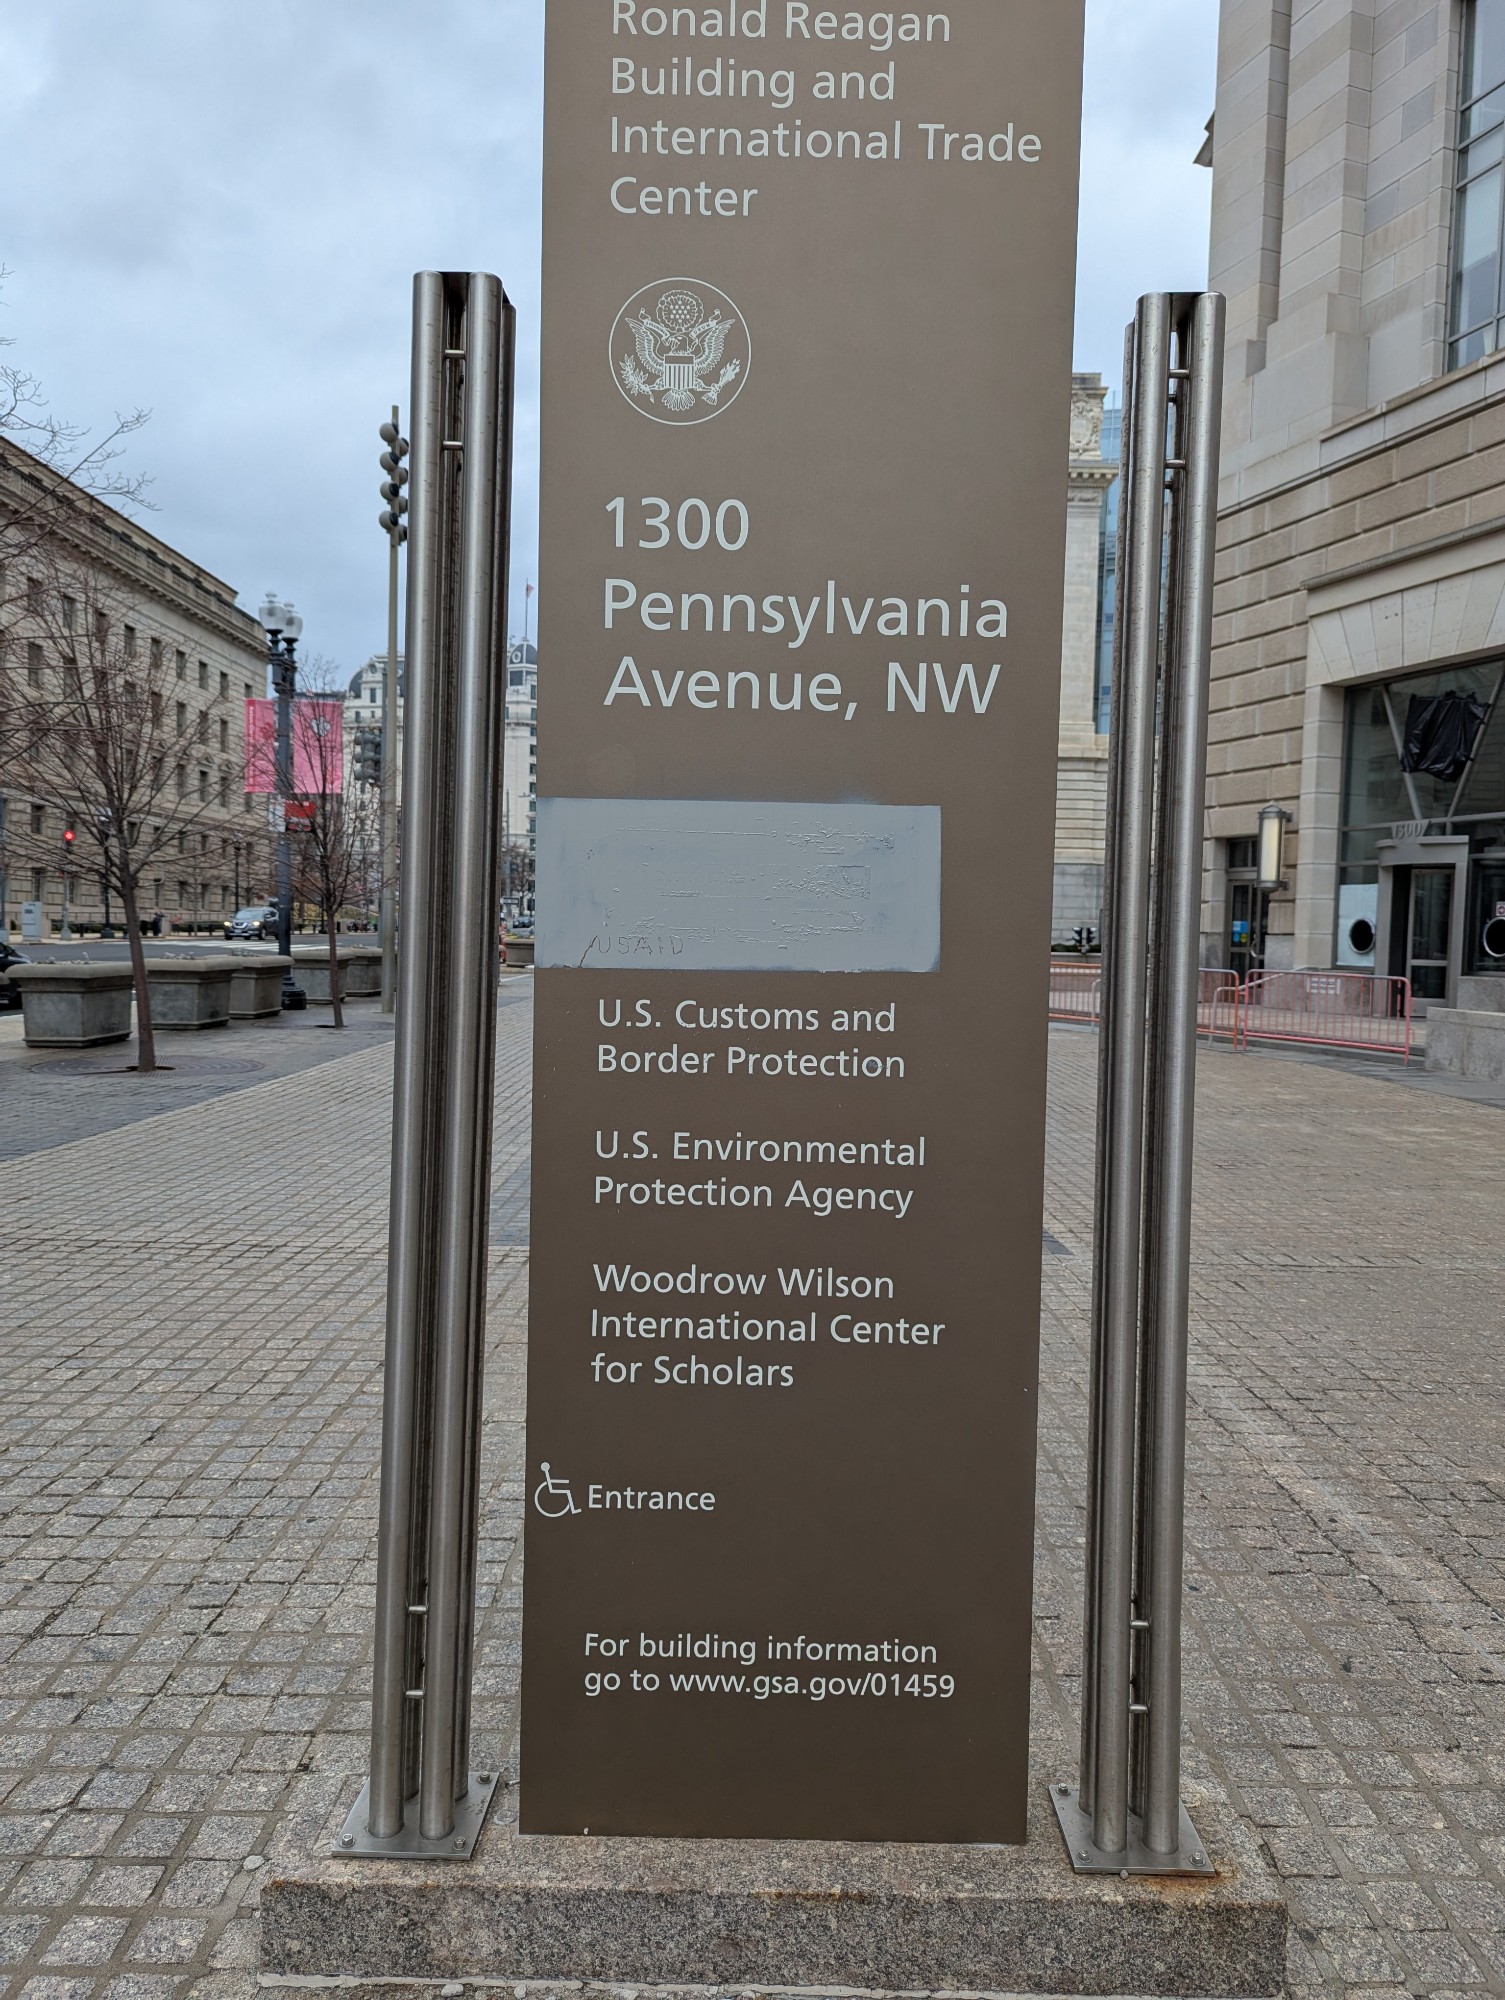 Ronald Reagan
Building and
International Trade
Center
1300
Pennsylvania
Avenue, NW
USAID
U.S. Customs and
Border Protection
U.S. Environmental
Protection Agency
Woodrow Wilson
International Center
for Scholars
Entrance
For building information
go to www.gsa.gov/01459
1300